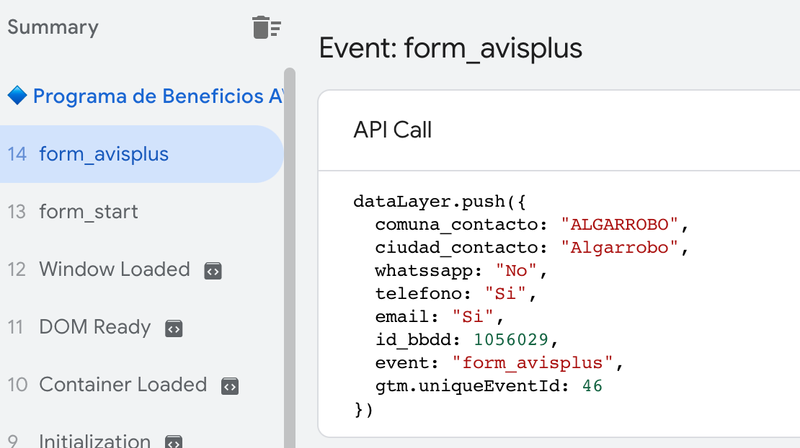 Summary
Programa de Beneficios AV
14 form_avisplus
13 form_start
12 Window Loaded
11 DOM Ready
10 Container Loaded
9 Initialization
Event: form_avisplus
API Call
dataLayer.push({
comuna_contacto: "ALGARROBO",
ciudad_contacto: "Algarrobo",
whatssapp: "No",
telefono: "Si",
email: "Si",
id_bbdd: 1056029,
event: "form_avisplus",
gtm.uniqueEventId: 46
})